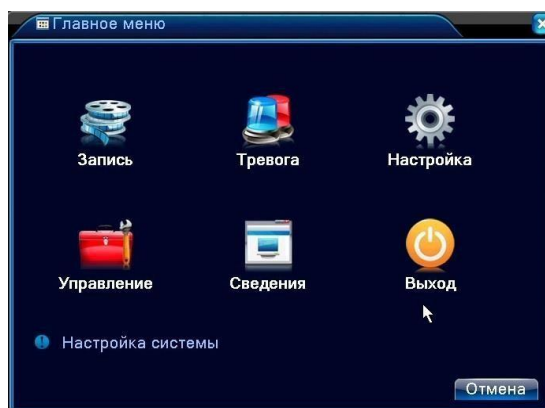 Главное меню
Запись Тревога Настройка
Управление Сведения Выход
Настройка системы
Отмена